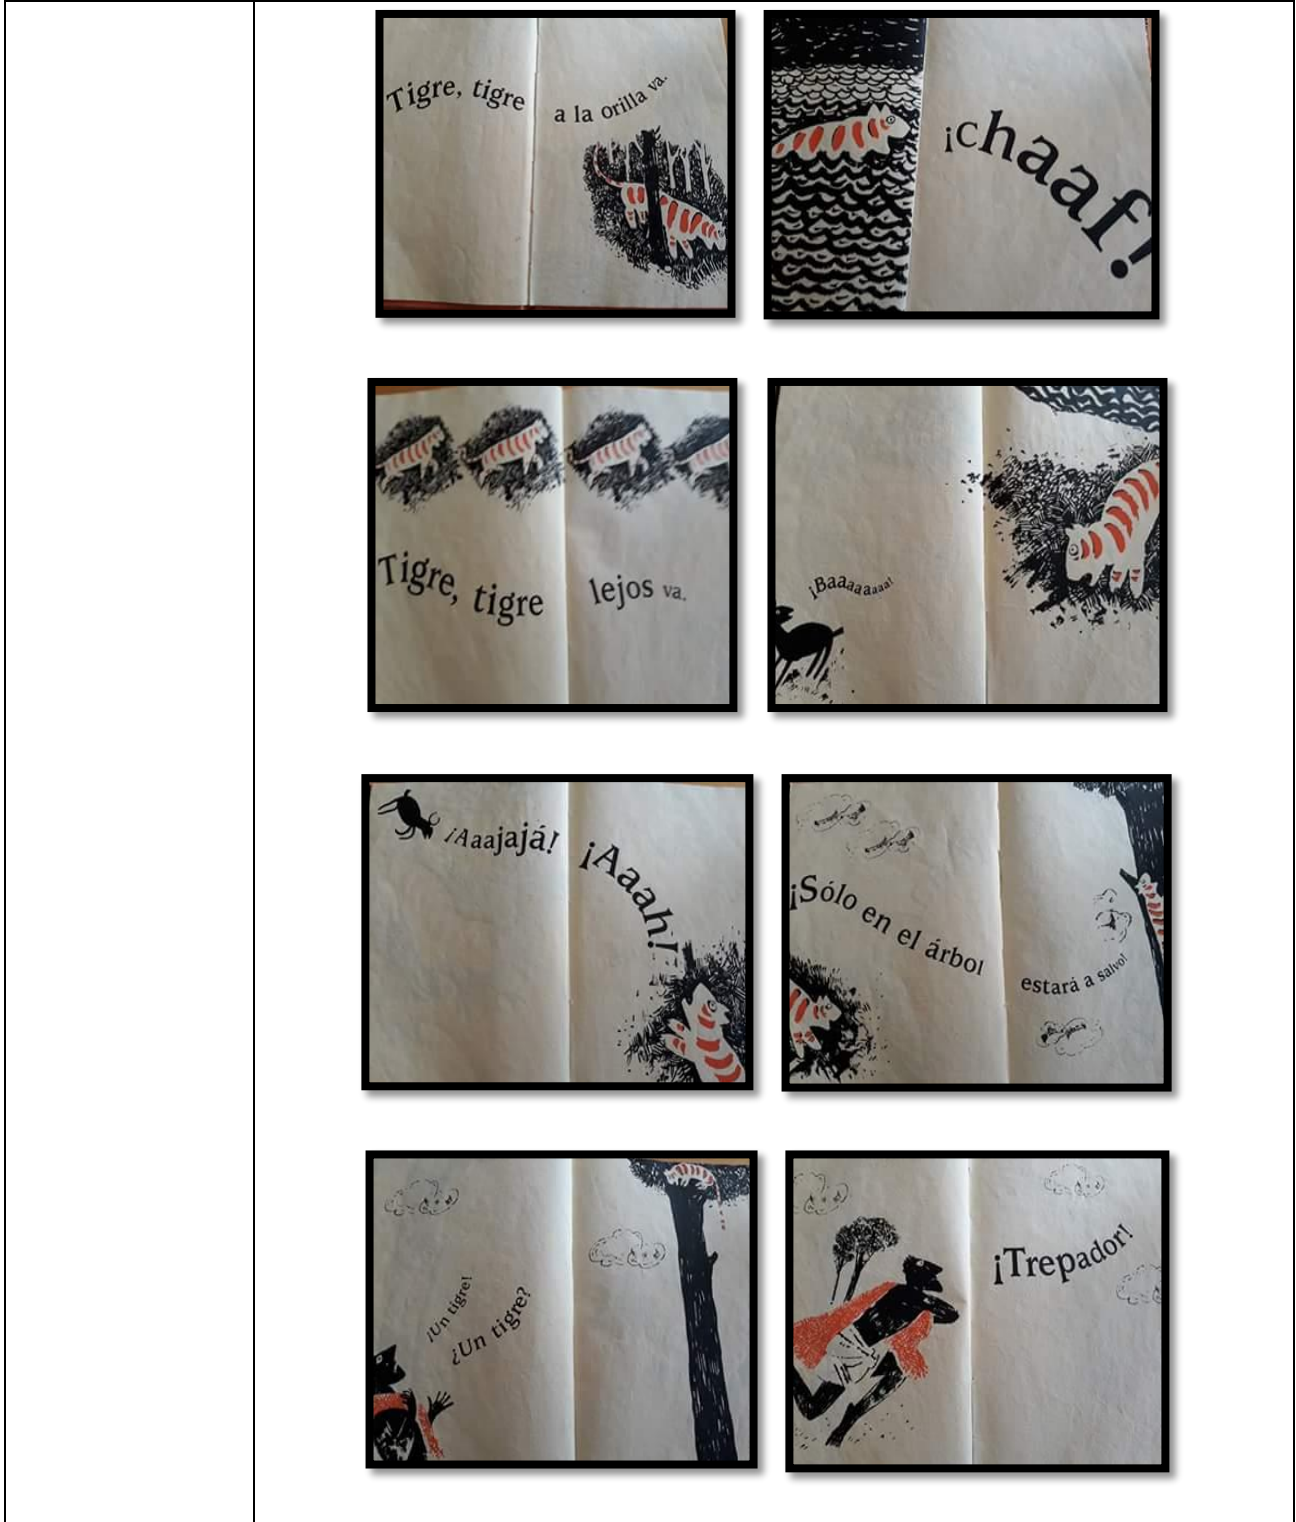 Tigre, tigre
a la orilla va.
¡chaaf!
Tigre, tigre
lejos va.
¡Baaaaaaaa!
¡Aaajajá!
¡Aaah!
¡Sólo en el árbol
estará a salvo!
¡Un tigre!
¿Un tigre?
¡Trepador!